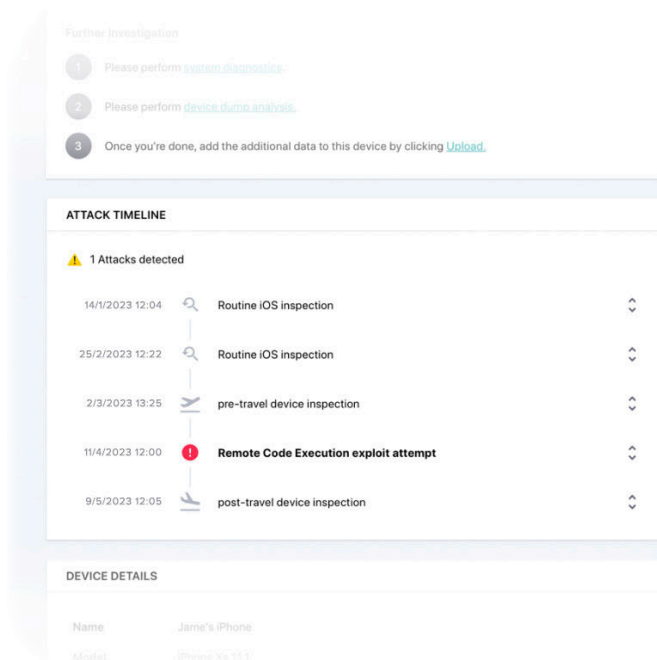 Further Investigation
1 Please perform system diagnostics.
2 Please perform device dump analysis.
3 Once you're done, add the additional data to this device by clicking Upload.
ATTACK TIMELINE
1 Attacks detected
14/1/2023 12:04 Routine iOS inspection
25/2/2023 12:22 Routine iOS inspection
2/3/2023 13:25 pre-travel device inspection
11/4/2023 12:00 Remote Code Execution exploit attempt
9/5/2023 12:05 post-travel device inspection
DEVICE DETAILS
Name Jame's iPhone
Model iPhone